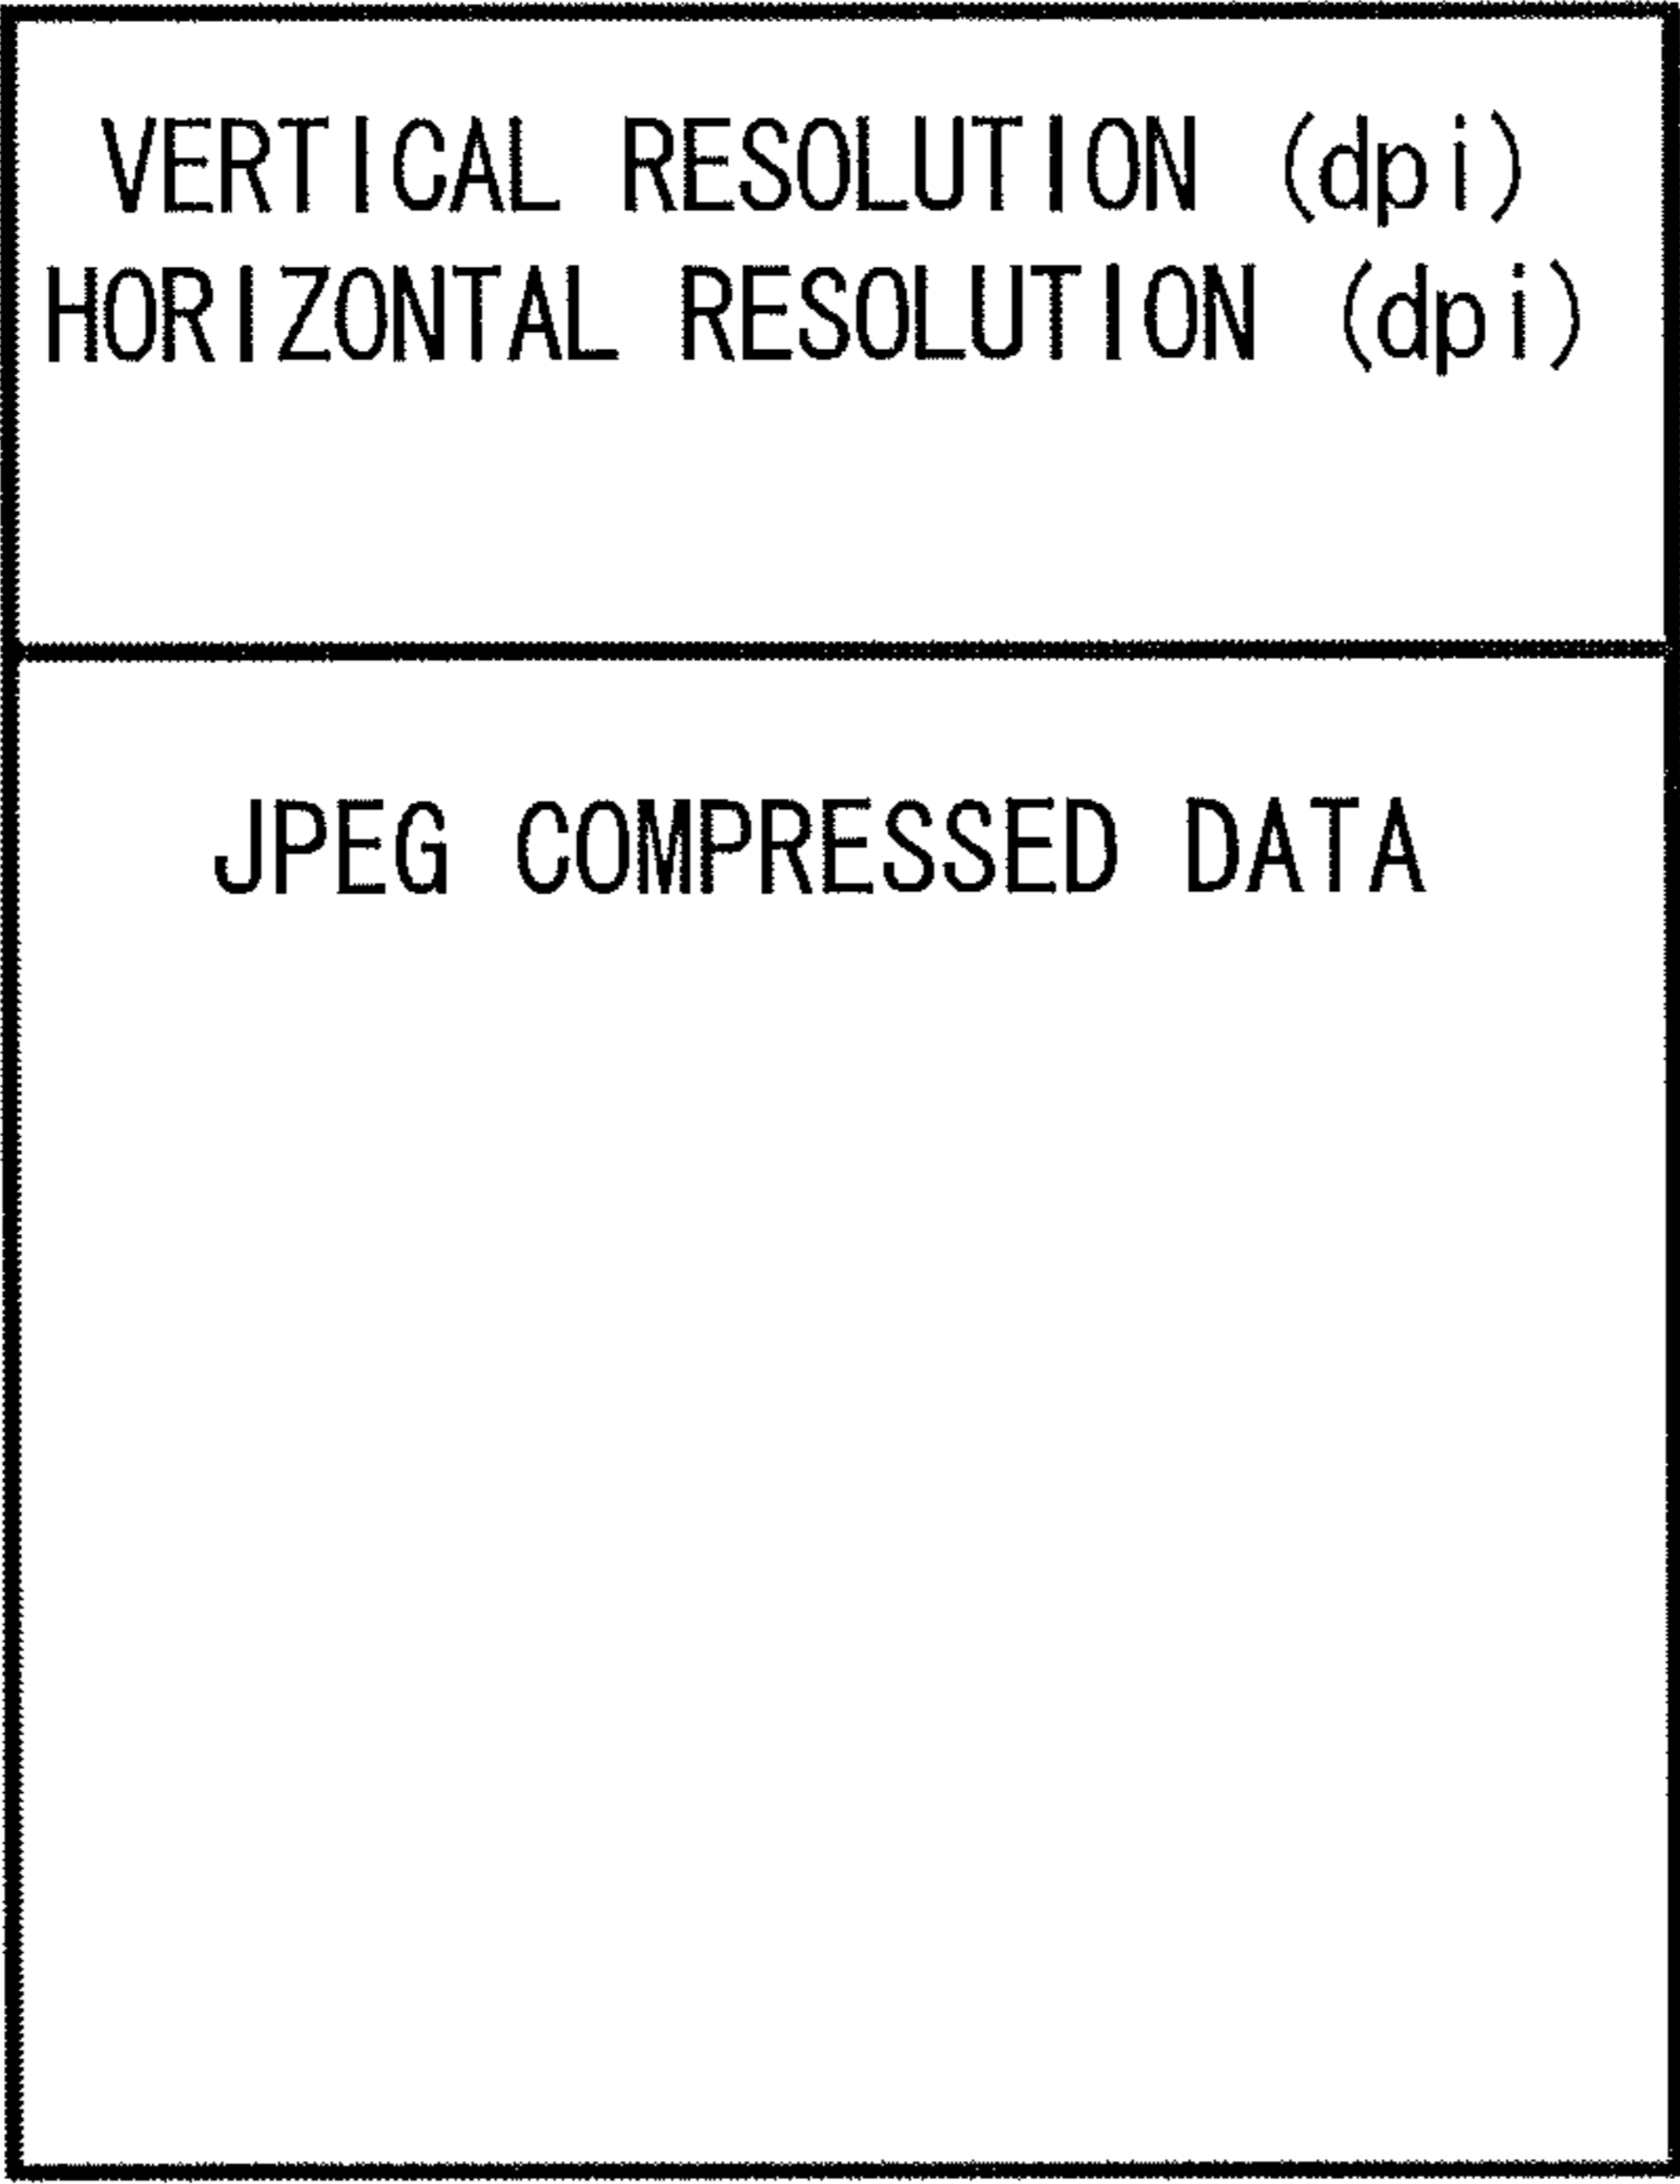 VERTICAL RESOLUTION (dpi)
HORIZONTAL RESOLUTION (dpi)
JPEG COMPRESSED DATA